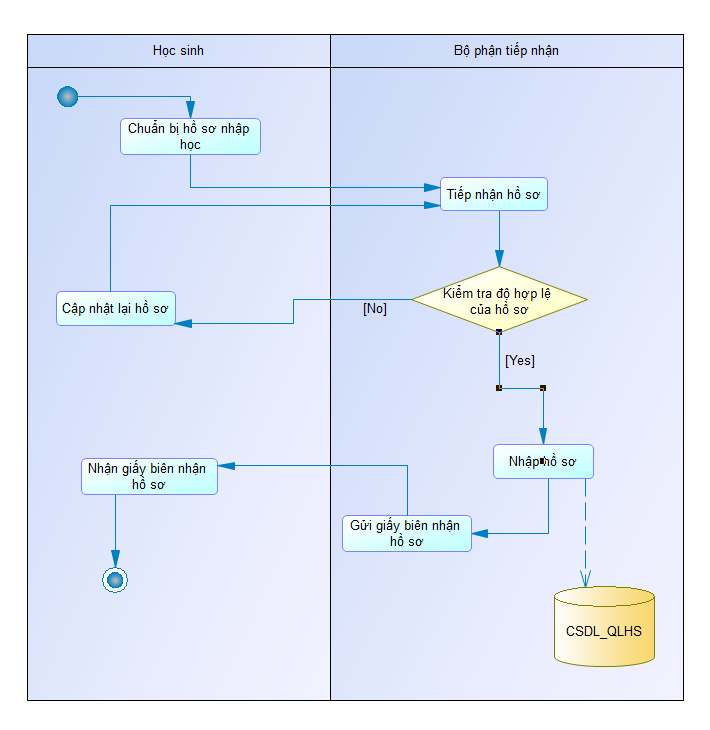 Học sinh
Bộ phận tiếp nhận
Chuẩn bị hồ sơ nhập
học
Tiếp nhận hồ sơ
Kiểm tra độ hợp lệ
của hồ sơ
[No]
Cập nhật lại hồ sơ
[Yes]
Nhập hồ sơ
Nhận giấy biên nhận
hồ sơ
Gửi giấy biên nhận
hồ sơ
CSDL_QLHS